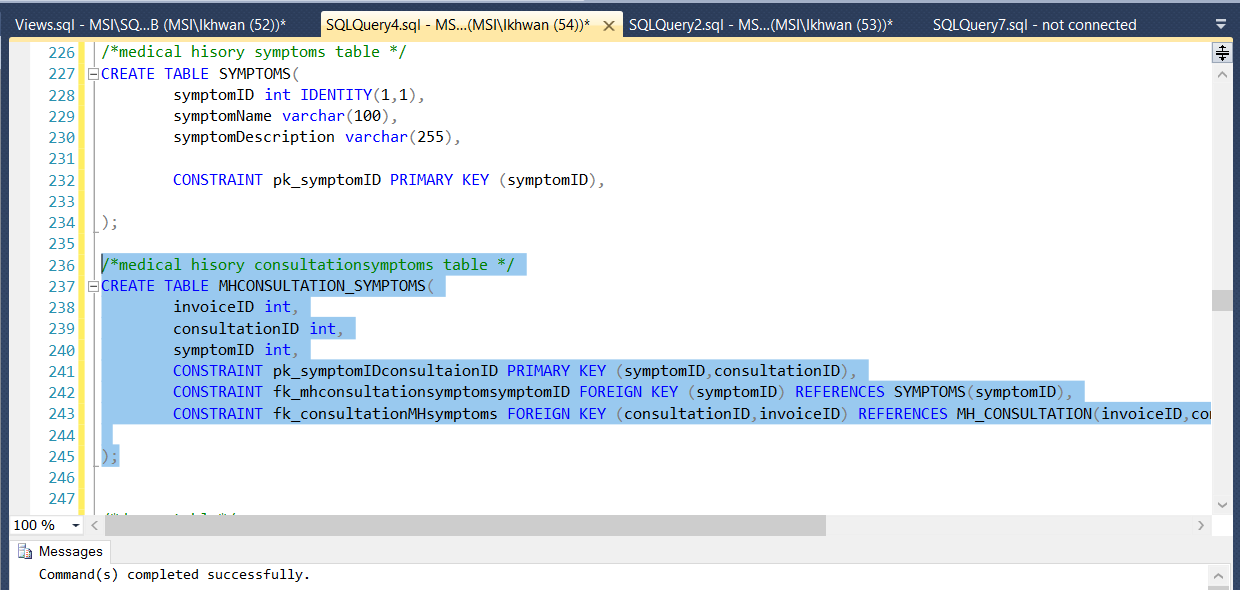 Views.sql - MSI\SQ...B (MSI\Ikhwan (52))*
SQLQuery4.sql - MS...(MSI\Ikhwan (54))*
SQLQuery2.sql - MS...(MSI\Ikhwan (53))*
SQLQuery7.sql - not connected
226 /*medical hisory symptoms table */
227 CREATE TABLE SYMPTOMS(
228 symptomID int IDENTITY(1,1),
229 symptomName varchar(100),
230 symptomDescription varchar(255),
231
232 CONSTRAINT pk_symptomID PRIMARY KEY (symptomID),
233
234 );
235
236 /*medical hisory consultationsymptoms table */
237 CREATE TABLE MHCONSULTATION_SYMPTOMS(
238 invoiceID int,
239 consultationID int,
240 symptomID int,
241 CONSTRAINT pk_symptomIDconsultaionID PRIMARY KEY (symptomID,consultationID),
242 CONSTRAINT fk_mhconsultationsymptomsymptomID FOREIGN KEY (symptomID) REFERENCES SYMPTOMS(symptomID),
243 CONSTRAINT fk_consultationMHsymptoms FOREIGN KEY (consultationID,invoiceID) REFERENCES MH_CONSULTATION(invoiceID,co
244
245 );
246
247
100 %
Messages
Command(s) completed successfully.